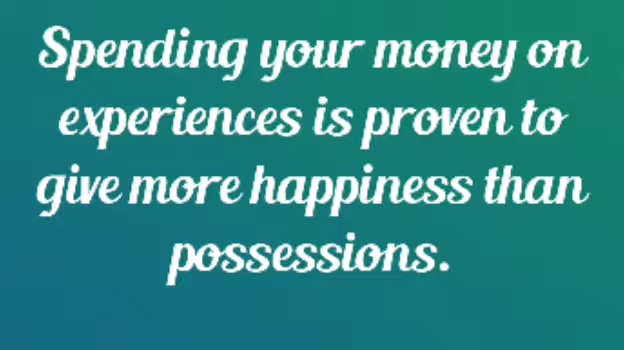 Spending your money on
experiences is proven to
give more happiness than
possessions.